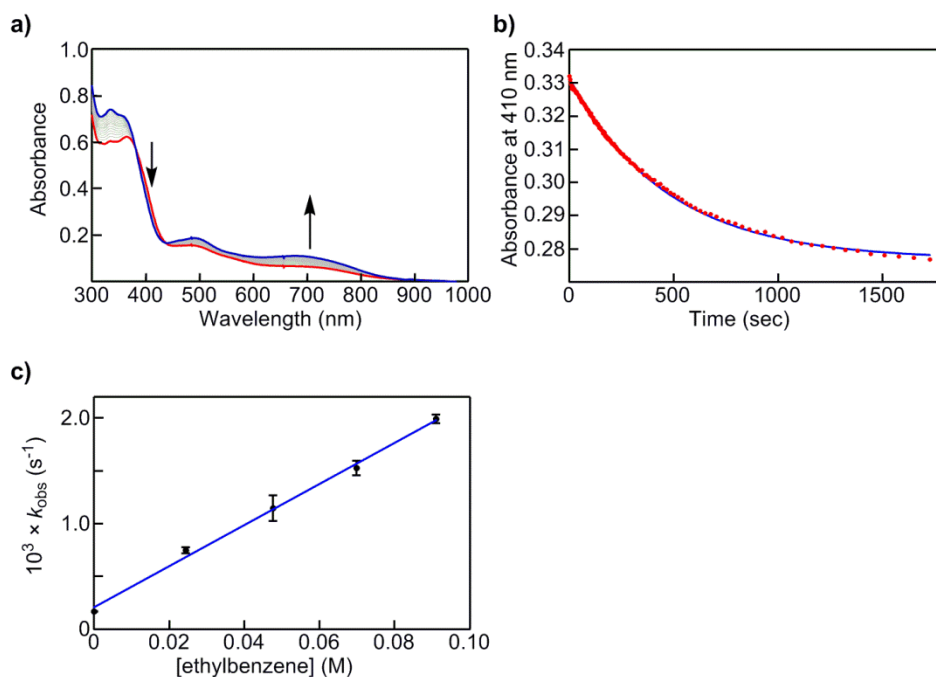 a)
1.0
0.8
0.6
0.4
0.2
Absorbance
300 400 500 600 700 800 900 1000
Wavelength (nm)
b)
0.34
0.33
0.32
0.31
0.30
0.29
0.28
0.27
Absorbance at 410 nm
0 500 1000 1500
Time (sec)
c)
2.0
1.0
0
10³ × kobs (s⁻¹)
0 0.02 0.04 0.06 0.08 0.10
[ethylbenzene] (M)